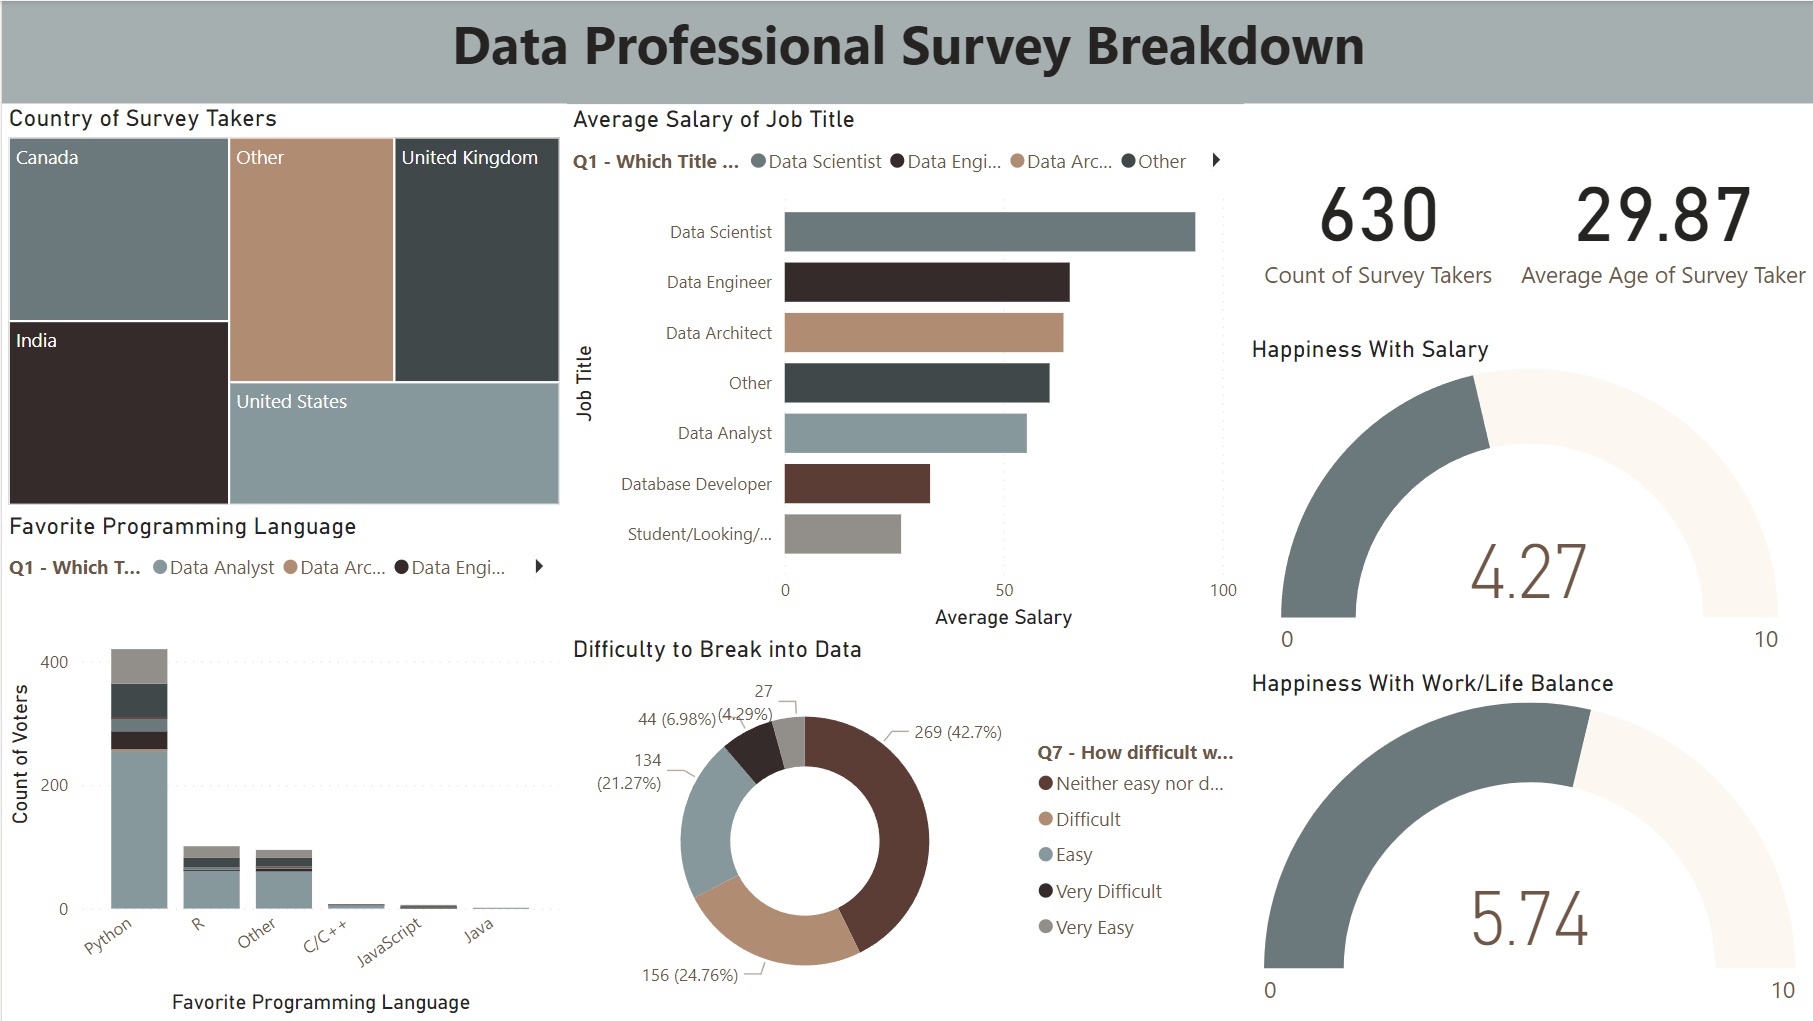 Data Professional Survey Breakdown
Country of Survey Takers
Canada
Other
United Kingdom
India
United States
Average Salary of Job Title
Q1 - Which Title ...
Data Scientist
Data Engi...
Data Arc...
Other
Job Title
Data Scientist
Data Engineer
Data Architect
Other
Data Analyst
Database Developer
Student/Looking/...
0
50
100
Average Salary
630
Count of Survey Takers
29.87
Average Age of Survey Taker
Happiness With Salary
4.27
0
10
Favorite Programming Language
Q1 - Which T...
Data Analyst
Data Arc...
Data Engi...
Count of Voters
400
200
0
Python
R
Other
C/C++
JavaScript
Java
Favorite Programming Language
Difficulty to Break into Data
27
(4.29%)
44 (6.98%)
134
(21.27%)
156 (24.76%)
269 (42.7%)
Q7 - How difficult w...
Neither easy nor d...
Difficult
Easy
Very Difficult
Very Easy
Happiness With Work/Life Balance
5.74
0
10